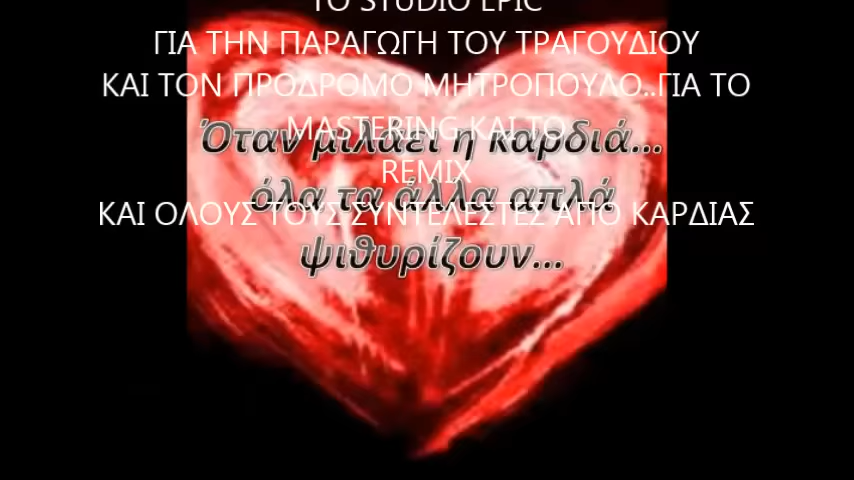 ΤΟ STUDIO EPIC
ΓΙΑ ΤΗΝ ΠΑΡΑΓΩΓΗ ΤΟΥ ΤΡΑΓΟΥΔΙΟΥ
ΚΑΙ ΤΟΝ ΠΡΟΔΡΟΜΟ ΜΗΤΡΟΠΟΥΛΟ..ΓΙΑ ΤΟ
MASTERING ΚΑΙ ΤΟ
REMIX
ΚΑΙ ΟΛΟΥΣ ΤΟΥΣ ΣΥΝΤΕΛΕΣΤΕΣ ΑΠΟ ΚΑΡΔΙΑΣ
Όταν μιλάει η καρδιά...
όλα τα άλλα απλά
ψιθυρίζουν...